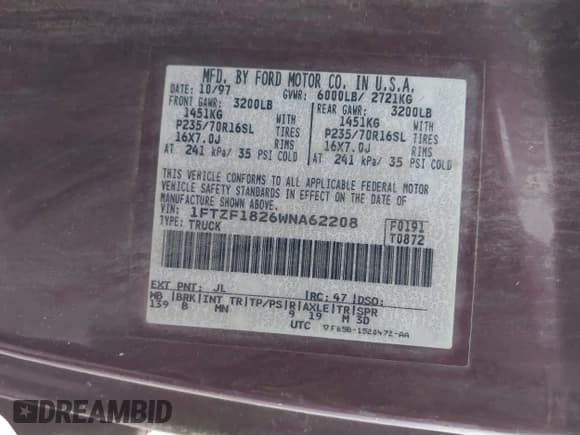 MFD. BY FORD MOTOR CO. IN U.S.A.
DATE: 10/97 GVWR: 6000LB/ 2721KG
FRONT GAWR: 3200LB REAR GAWR: 3200LB
1451KG WITH 1451KG WITH
P235/70R16SL TIRES P235/70R16SL TIRES
16X7.0J RIMS 16X7.0J RIMS
AT 241 kPa/ 35 PSI COLD AT 241 kPa/ 35 PSI COLD
THIS VEHICLE CONFORMS TO ALL APPLICABLE FEDERAL MOTOR
VEHICLE SAFETY STANDARDS IN EFFECT ON THE DATE OF
MANUFACTURE SHOWN ABOVE.
VIN: 1FTZF1826WNA62208 F0191
TYPE: TRUCK T0872
EXT PNT: JL RC: 47 DSO:
WB BRK INT TR TP/PS R AXLE TR SPR
139 B MN 9 19 M 3D
UTC
DREAMBID